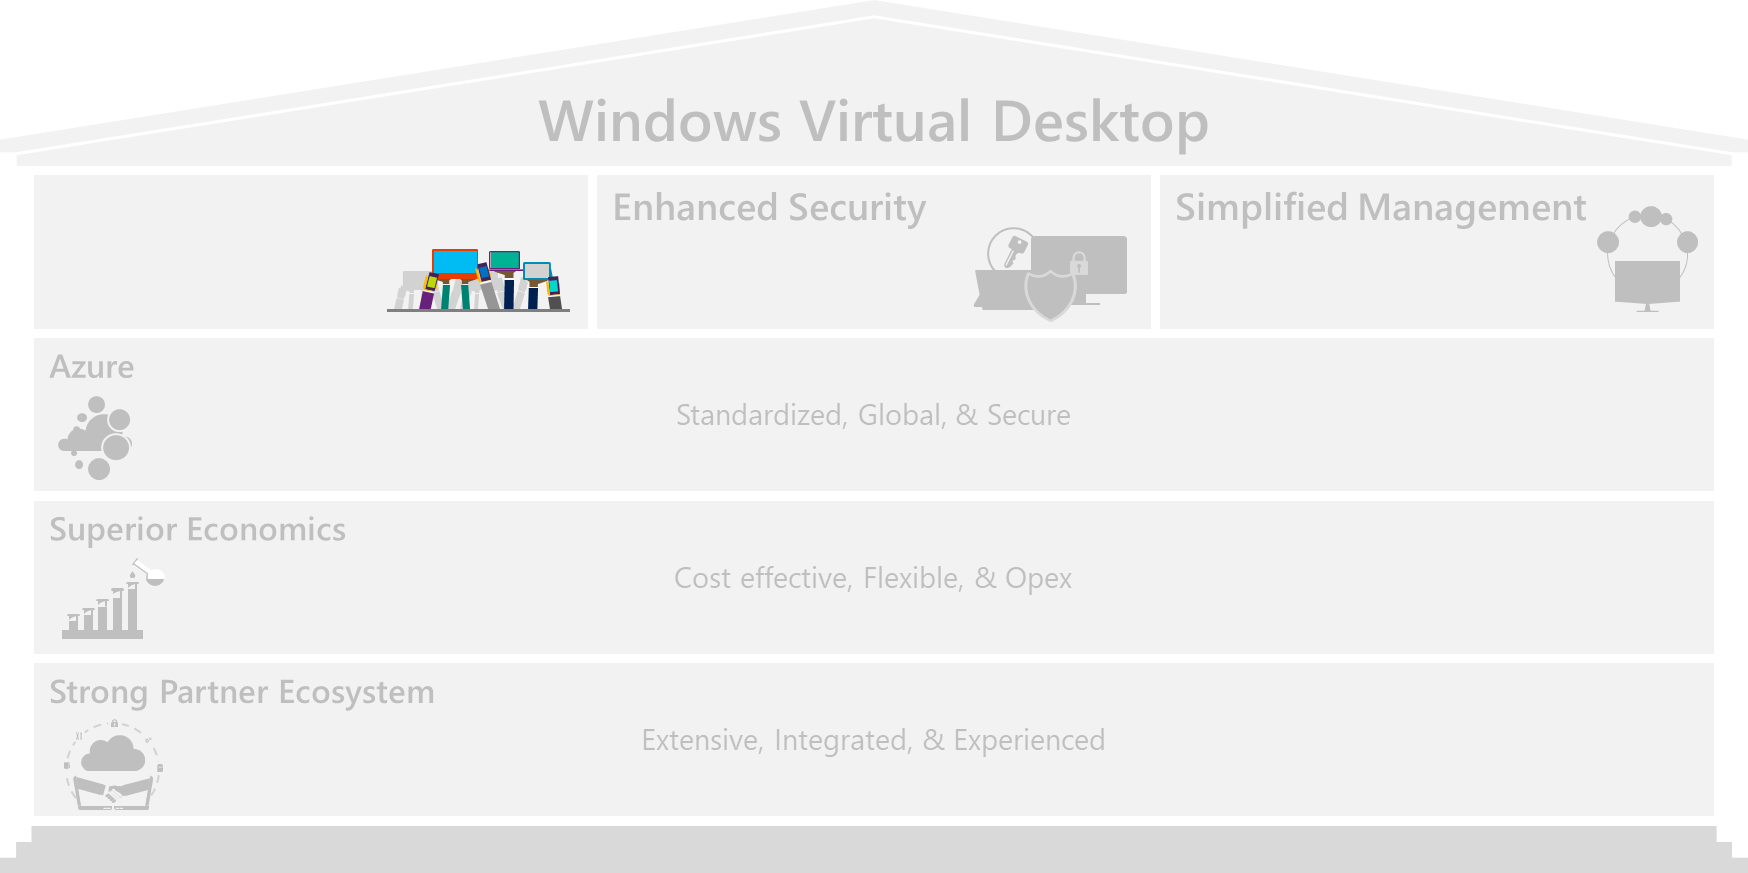 Windows Virtual Desktop
Enhanced Security
Simplified Management
Azure
Standardized, Global, & Secure
Superior Economics
Cost effective, Flexible, & Opex
Strong Partner Ecosystem
Extensive, Integrated, & Experienced